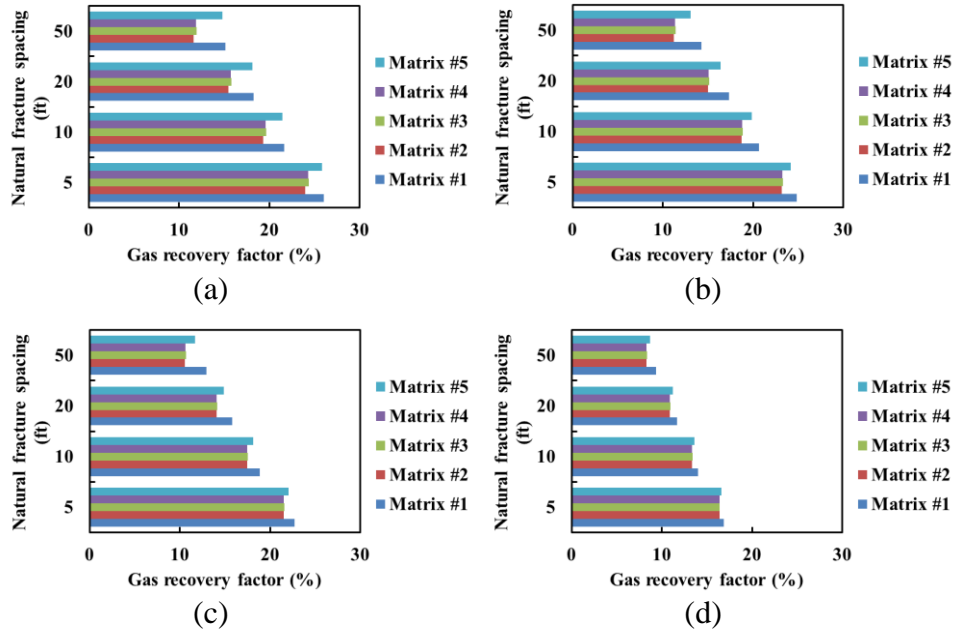 Natural fracture spacing
(ft)
50
20
10
5
0
10
20
30
Gas recovery factor (%)
Matrix #5
Matrix #4
Matrix #3
Matrix #2
Matrix #1
(a)
Natural fracture spacing
(ft)
50
20
10
5
0
10
20
30
Gas recovery factor (%)
Matrix #5
Matrix #4
Matrix #3
Matrix #2
Matrix #1
(b)
Natural fracture spacing
(ft)
50
20
10
5
0
10
20
30
Gas recovery factor (%)
Matrix #5
Matrix #4
Matrix #3
Matrix #2
Matrix #1
(c)
Natural fracture spacing
(ft)
50
20
10
5
0
10
20
30
Gas recovery factor (%)
Matrix #5
Matrix #4
Matrix #3
Matrix #2
Matrix #1
(d)